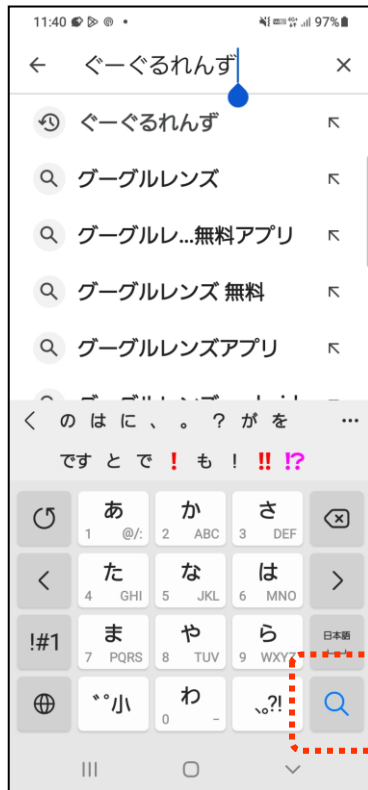 11:40 97%
ぐーぐるれんず
ぐーぐるれんず
グーグルレンズ
グーグルレ...無料アプリ
グーグルレンズ 無料
グーグルレンズアプリ
の は に 、 。 ? が を
です と で ! も ! !! !?
あ か さ
1 @/: 2 ABC 3 DEF
た な は
4 GHI 5 JKL 6 MNO
!#1 ま や ら 日本語
7 PQRS 8 TUV 9 WXYZ
゛゜小 わ 、。?!
0 _